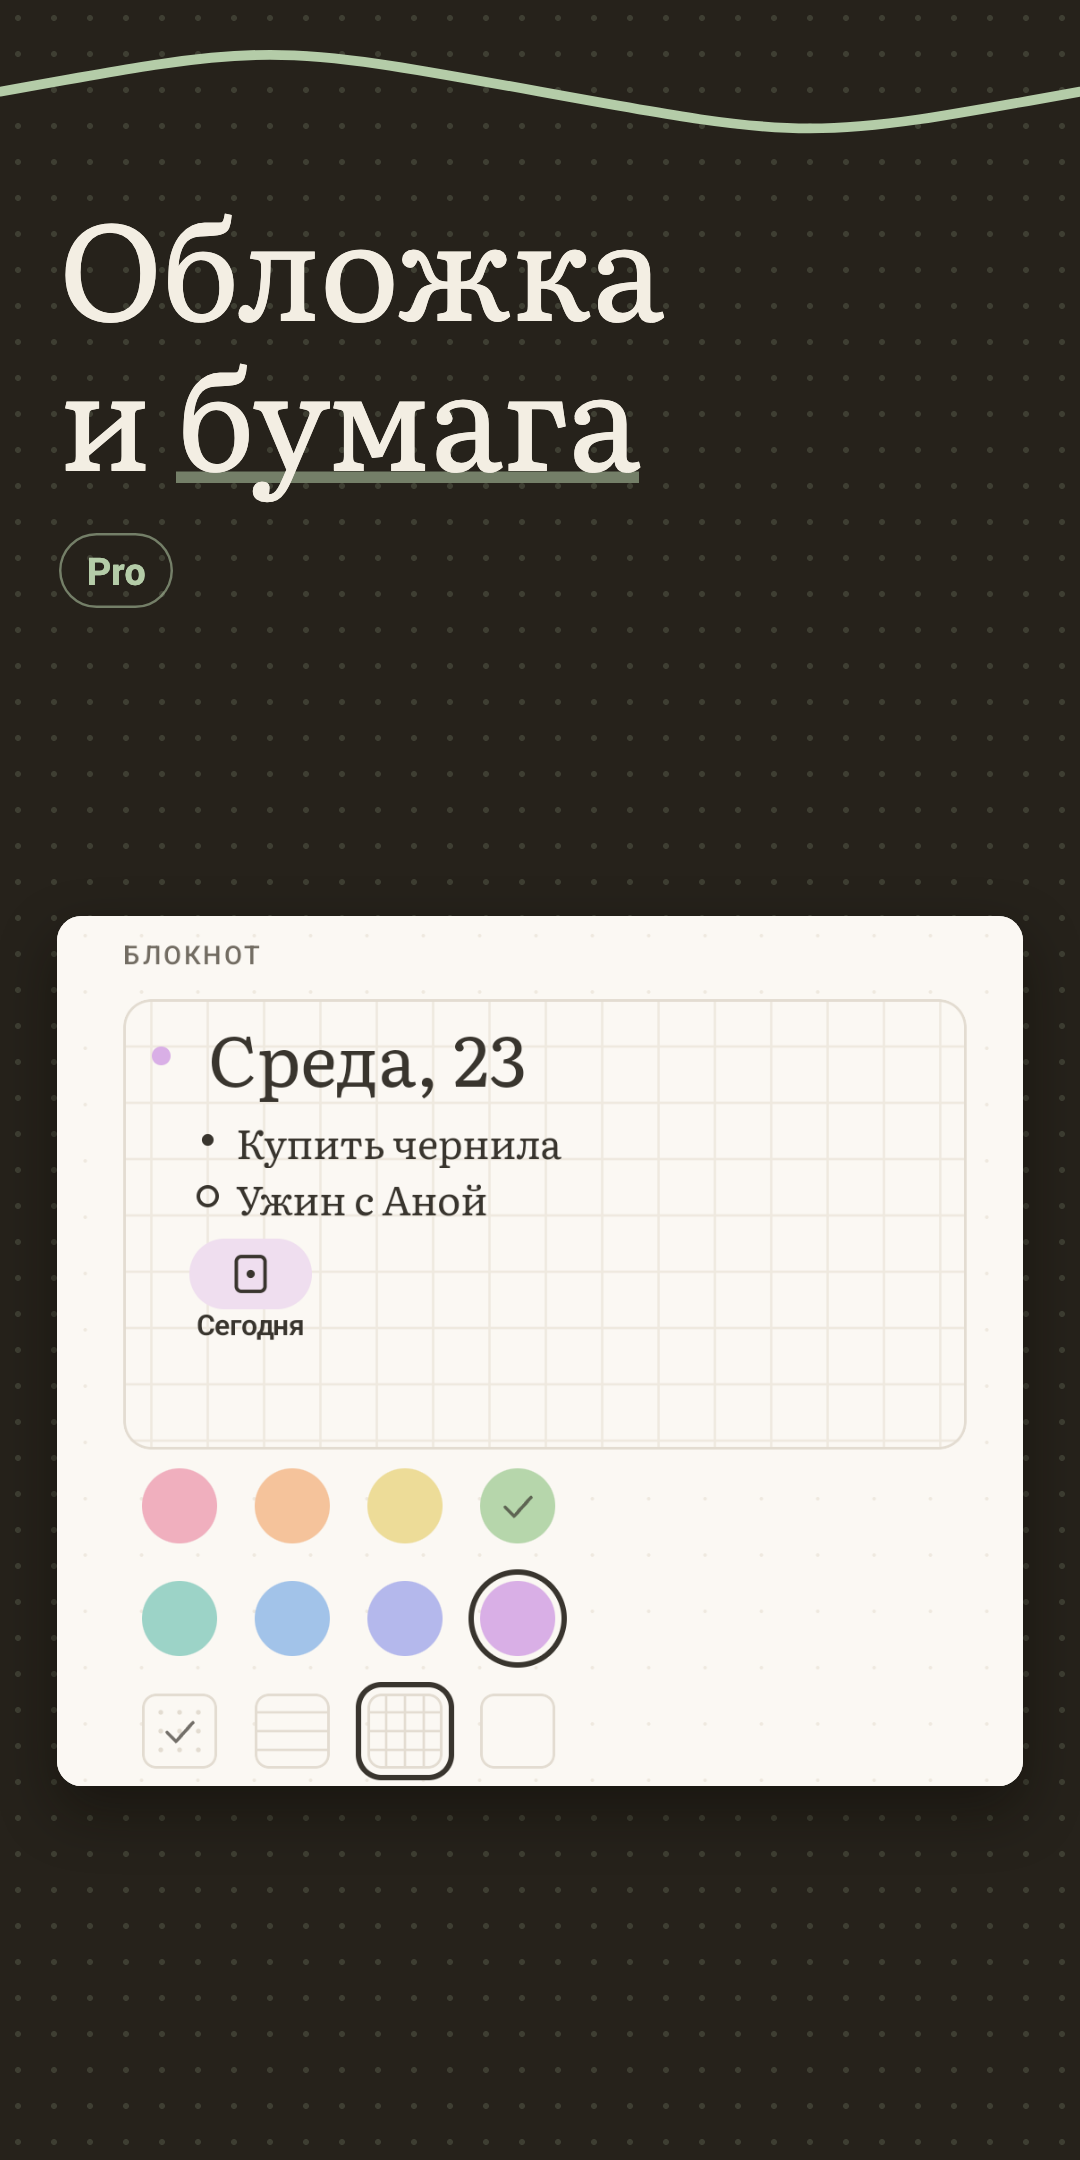 Обложка
и бумага
Pro
БЛОКНОТ
Среда, 23
Купить чернила
Ужин с Аной
Сегодня